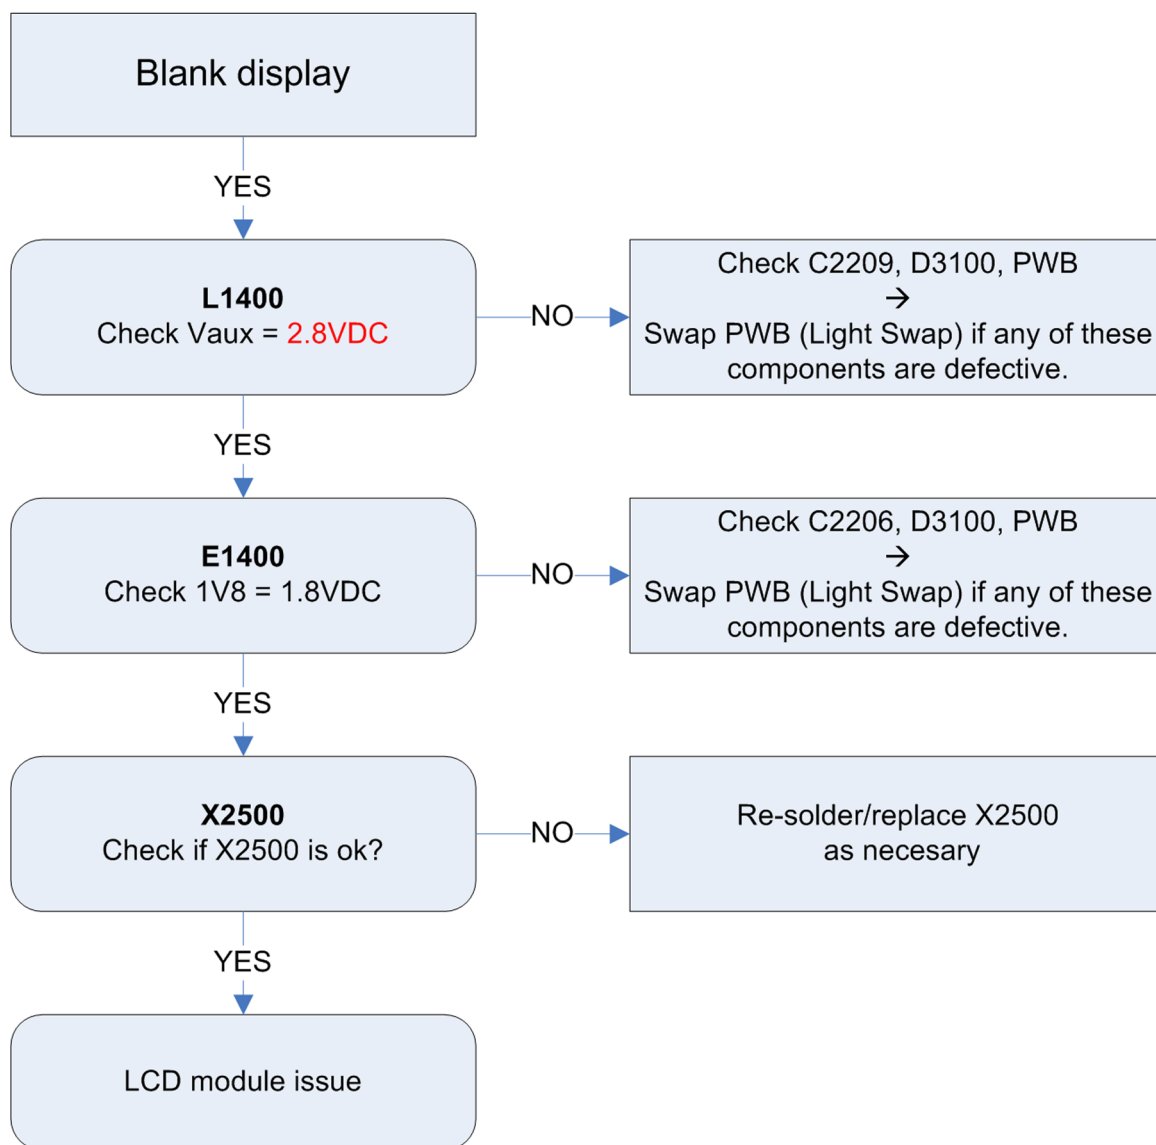 Blank display
YES
L1400
Check Vaux = 2.8VDC
NO
Check C2209, D3100, PWB
→
Swap PWB (Light Swap) if any of these
components are defective.
YES
E1400
Check 1V8 = 1.8VDC
NO
Check C2206, D3100, PWB
→
Swap PWB (Light Swap) if any of these
components are defective.
YES
X2500
Check if X2500 is ok?
NO
Re-solder/replace X2500
as necesary
YES
LCD module issue